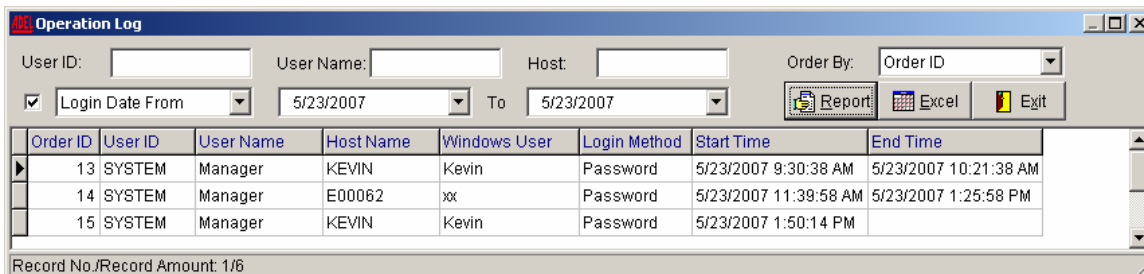 ADEL Operation Log
User ID: User Name: Host: Order By: Order ID
Login Date From 5/23/2007 To 5/23/2007 Report Excel Exit
Order ID User ID User Name Host Name Windows User Login Method Start Time End Time
13 SYSTEM Manager KEVIN Kevin Password 5/23/2007 9:30:38 AM 5/23/2007 10:21:38 AM
14 SYSTEM Manager E00062 xx Password 5/23/2007 11:39:58 AM 5/23/2007 1:25:58 PM
15 SYSTEM Manager KEVIN Kevin Password 5/23/2007 1:50:14 PM
Record No./Record Amount: 1/6